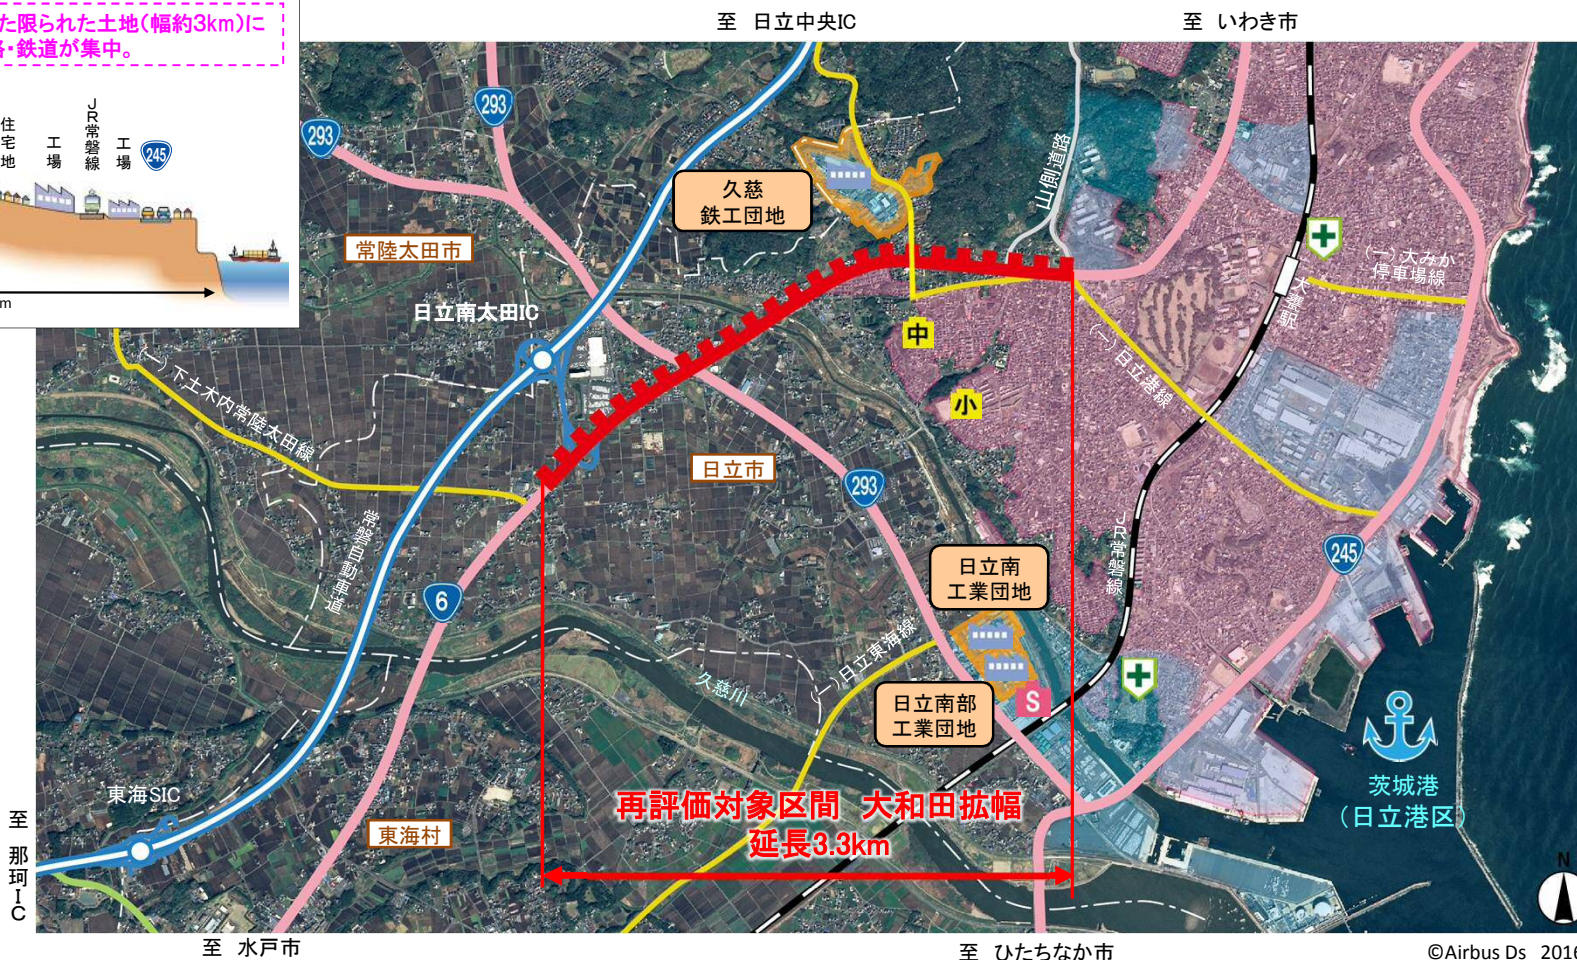 至 日立中央IC
至 いわき市
た限られた土地(幅約3km)に
・鉄道が集中。
住宅地
工場
JR常磐線
工場
245
m
293
293
久慈
鉄工団地
山側道路
常陸太田市
(一)大みか
停車場線
大甕駅
日立南太田IC
中
(一)日立港線
小
(一)下土木内常陸太田線
日立市
293
常磐自動車道
JR常磐線
245
日立南
工業団地
6
(一)日立東海線
久慈川
日立南部
工業団地
S
茨城港
(日立港区)
東海SIC
再評価対象区間 大和田拡幅
延長3.3km
東海村
至 那珂IC
N
至 水戸市
至 ひたちなか市
©Airbus Ds 2016